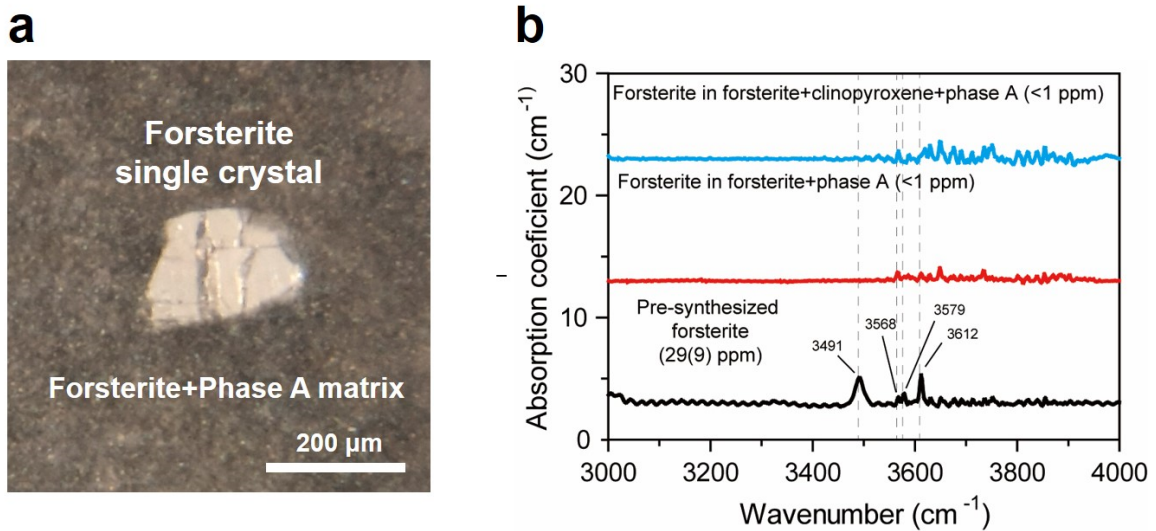 a
Forsterite
single crystal
Forsterite+Phase A matrix
200 μm
b
Absorption coeficient (cm⁻¹)
30
20
10
0
Forsterite in forsterite+clinopyroxene+phase A (<1 ppm)
Forsterite in forsterite+phase A (<1 ppm)
Pre-synthesized
forsterite
(29(9) ppm)
3491
3568
3579
3612
3000
3200
3400
3600
3800
4000
Wavenumber (cm⁻¹)